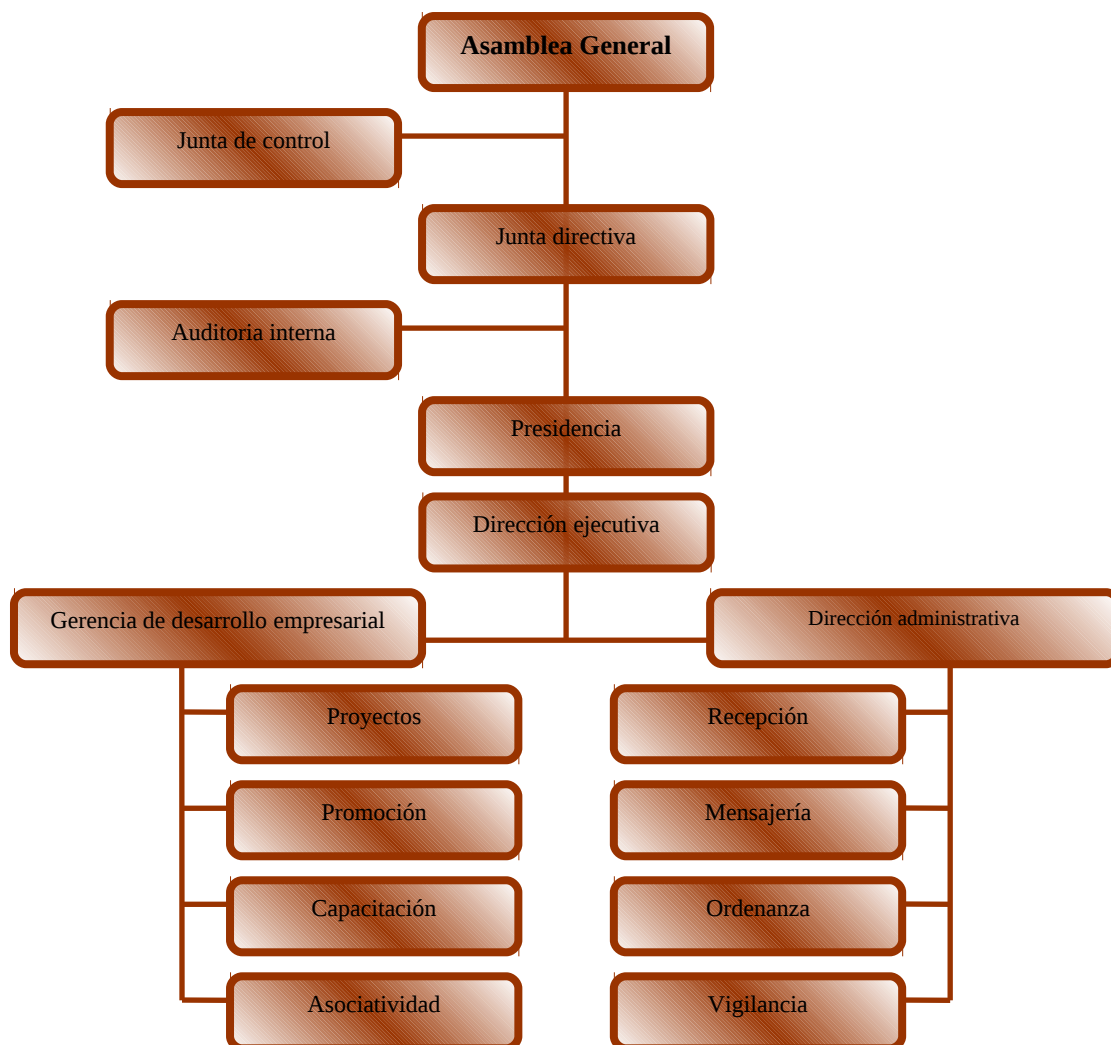 Asamblea General
Junta de control
Junta directiva
Auditoria interna
Presidencia
Dirección ejecutiva
Gerencia de desarrollo empresarial
Dirección administrativa
Proyectos
Recepción
Promoción
Mensajería
Capacitación
Ordenanza
Asociatividad
Vigilancia